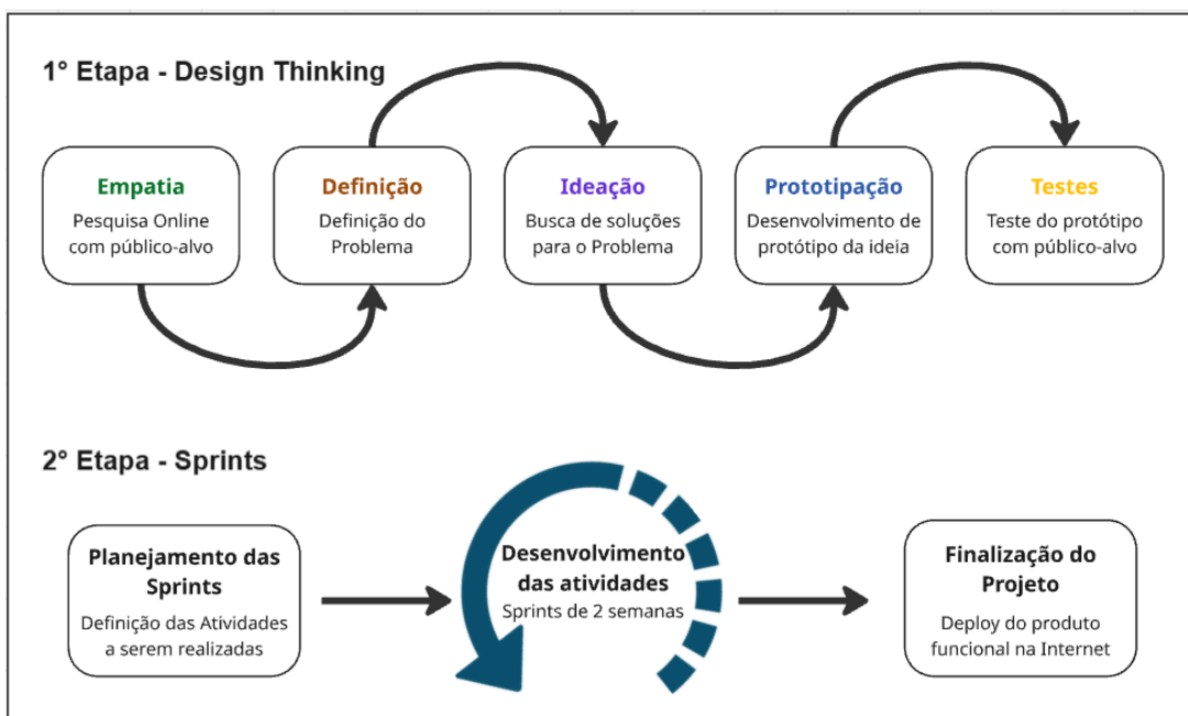 1° Etapa - Design Thinking
Empatia
Pesquisa Online
com público-alvo
Definição
Definição do
Problema
Ideação
Busca de soluções
para o Problema
Prototipação
Desenvolvimento de
protótipo da ideia
Testes
Teste do protótipo
com público-alvo
2° Etapa - Sprints
Planejamento das
Sprints
Definição das Atividades
a serem realizadas
Desenvolvimento
das atividades
Sprints de 2 semanas
Finalização do
Projeto
Deploy do produto
funcional na Internet